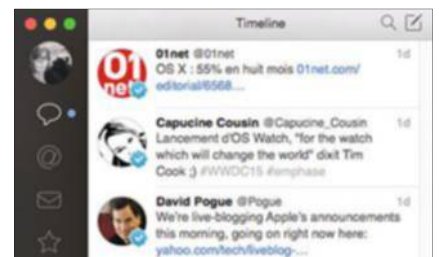 Timeline
01net @01net 1d
OS X : 55% en huit mois 01net.com/
editorial/6568....
Capucine Cousin @Capucine_Cousin 1d
Lancement d'OS Watch, "for the watch
which will change the world" dixit Tim
Cook ;) #WWDC15 #emphase
David Pogue @Pogue 1d
We're live-blogging Apple's announcements
this morning, going on right now here:
yahoo.com/tech/liveblog-...
01
net